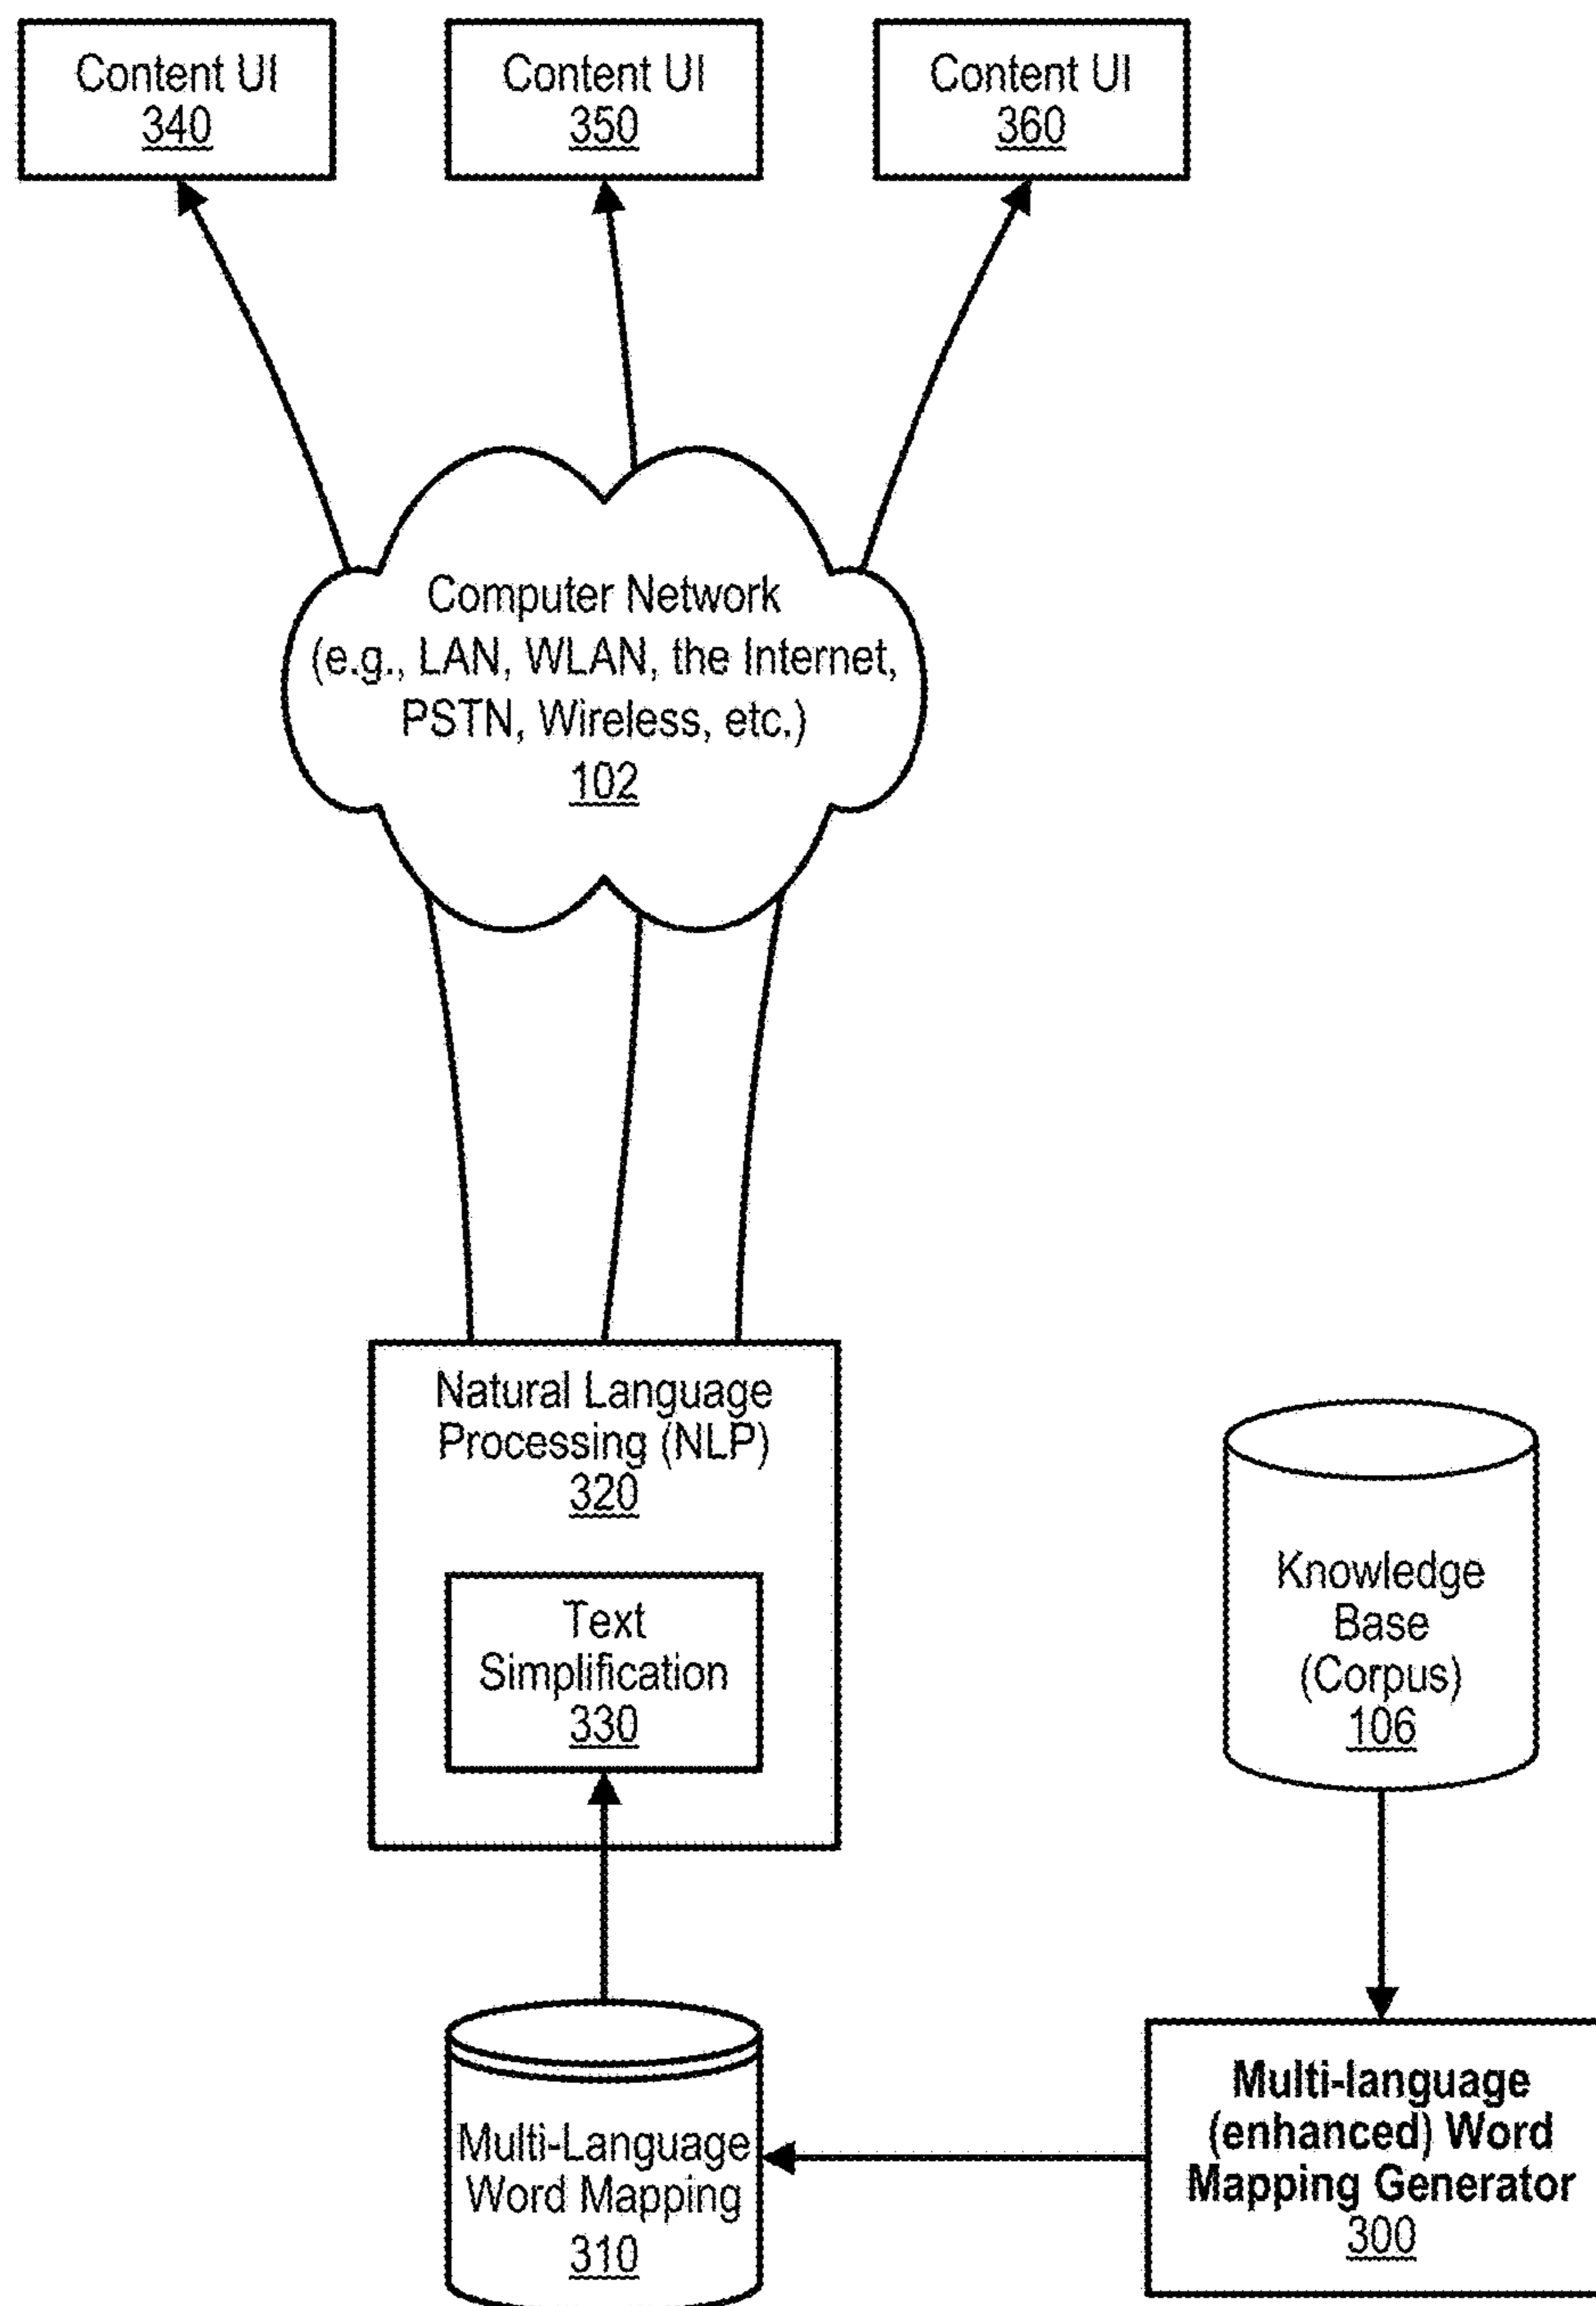 Content UI
340
Content UI
350
Content UI
360
Computer Network
(e.g., LAN, WLAN, the Internet,
PSTN, Wireless, etc.)
102
Natural Language
Processing (NLP)
320
Text
Simplification
330
Knowledge
Base
(Corpus)
106
Multi-Language
Word Mapping
310
Multi-language
(enhanced) Word
Mapping Generator
300